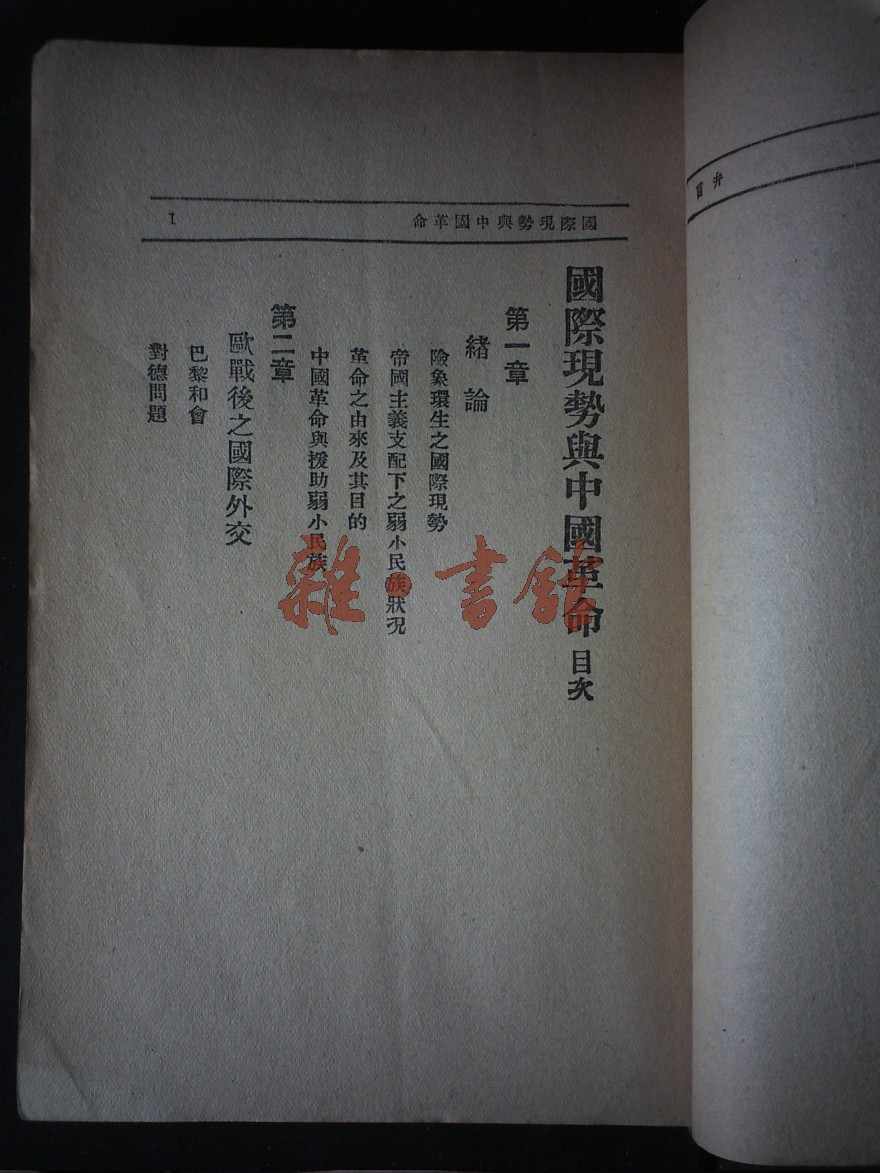 國際現勢與中國革命
1
國際現勢與中國革命 目次
第一章
緒論
險象環生之國際現勢
帝國主義支配下之弱小民族狀況
革命之由來及其目的
中國革命與援助弱小民族
第二章
歐戰後之國際外交
巴黎和會
對德問題
弁言
雜·書館